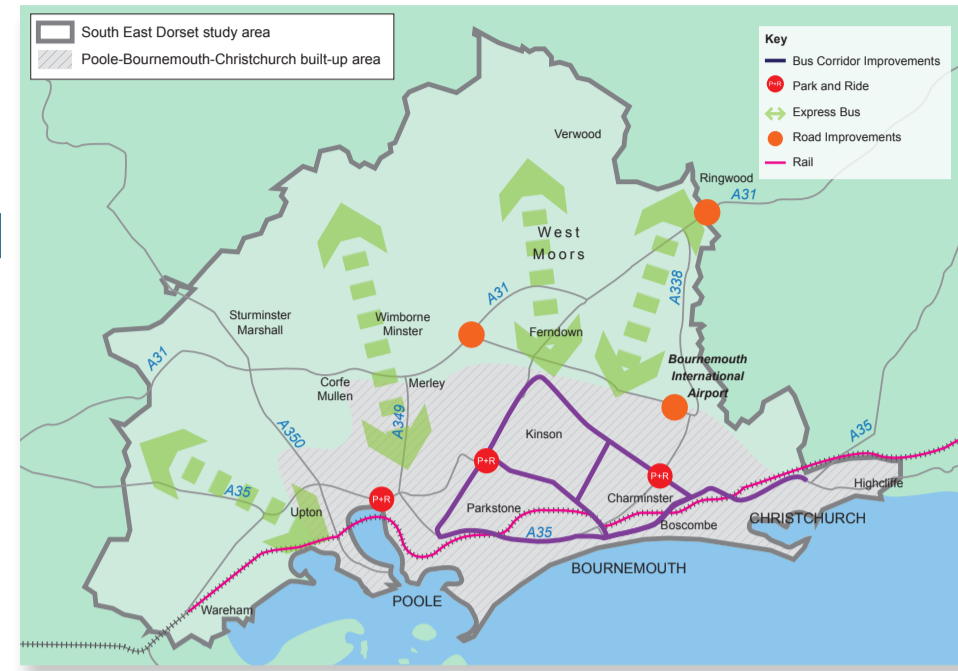 South East Dorset study area
Poole-Bournemouth-Christchurch built-up area
Key
Bus Corridor Improvements
P+R
Park and Ride
Express Bus
Road Improvements
Rail
Verwood
Ringwood
A31
West
Moors
A338
A31
Sturminster
Marshall
Wimborne
Minster
Ferndown
Bournemouth
International
Airport
A31
Corfe
Mullen
Merley
A349
A350
Kinson
A35
P+R
P+R
A35
P+R
Highcliffe
Upton
Parkstone
Charminster
A35
Boscombe
CHRISTCHURCH
BOURNEMOUTH
POOLE
Wareham